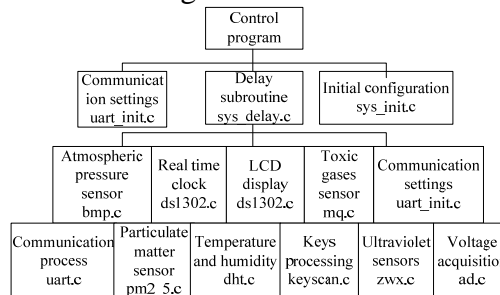 Control
program
Communicat
ion settings
uart_init.c
Delay
subroutine
sys_delay.c
Initial configuration
sys_init.c
Atmospheric
pressure
sensor
bmp.c
Real time
clock
ds1302.c
LCD
display
ds1302.c
Toxic
gases
sensor
mq.c
Communication
settings
uart_init.c
Communication
process
uart.c
Particulate
matter
sensor
pm2_5.c
Temperature
and humidity
dht.c
Keys
processing
keyscan.c
Ultraviolet
sensors
zwx.c
Voltage
acquisitio
ad.c